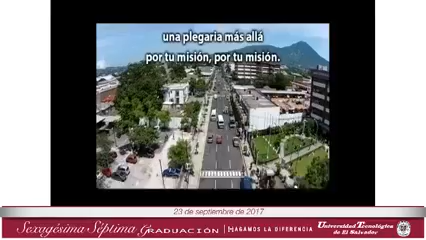 una plegaria más allá
por tu misión, por tu misión.
23 de septiembre de 2017
Sexagésima Séptima GRADUACIÓN | HAGAMOS LA DIFERENCIA
Universidad Tecnológica
de El Salvador